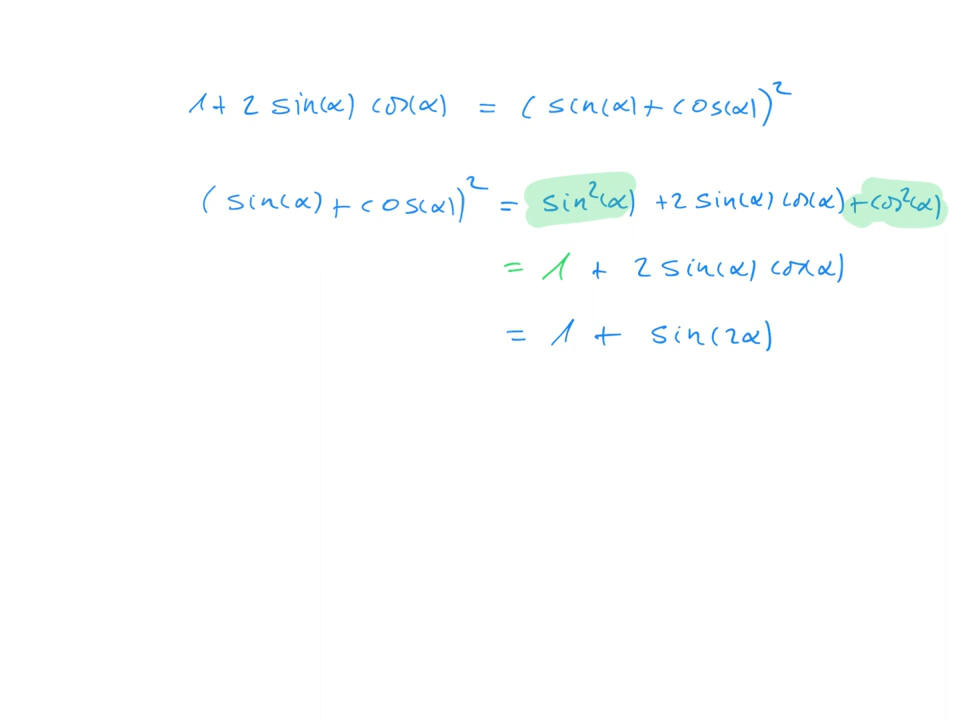 1 + 2 sin(α) cos(α) = (sin(α) + cos(α))²
(sin(α) + cos(α))² = sin²(α) + 2 sin(α) cos(α) + cos²(α)
= 1 + 2 sin(α) cos(α)
= 1 + sin(2α)